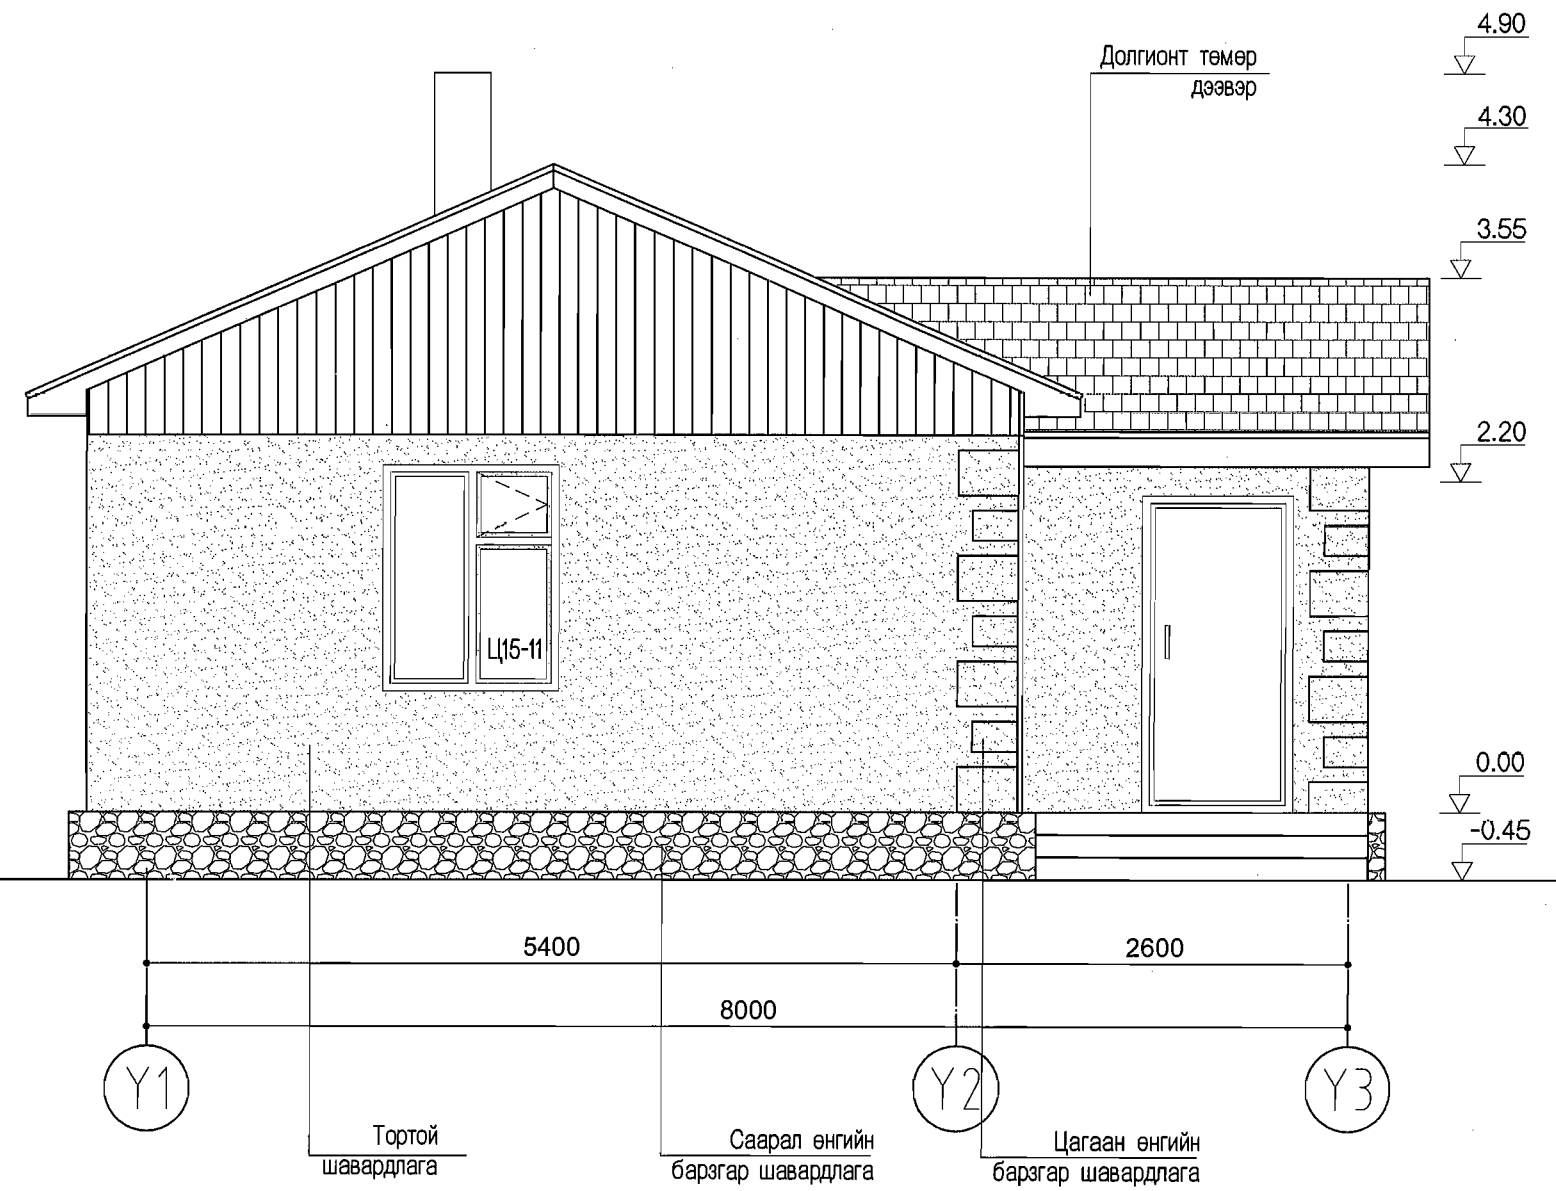 4.90
Долгионт төмөр
дээвэр
4.30
3.55
2.20
Ц15-11
0.00
-0.45
5400
2600
8000
Y1
Y2
Y3
Тортой
шавардлага
Саарал өнгийн
барзгар шавардлага
Цагаан өнгийн
барзгар шавардлага